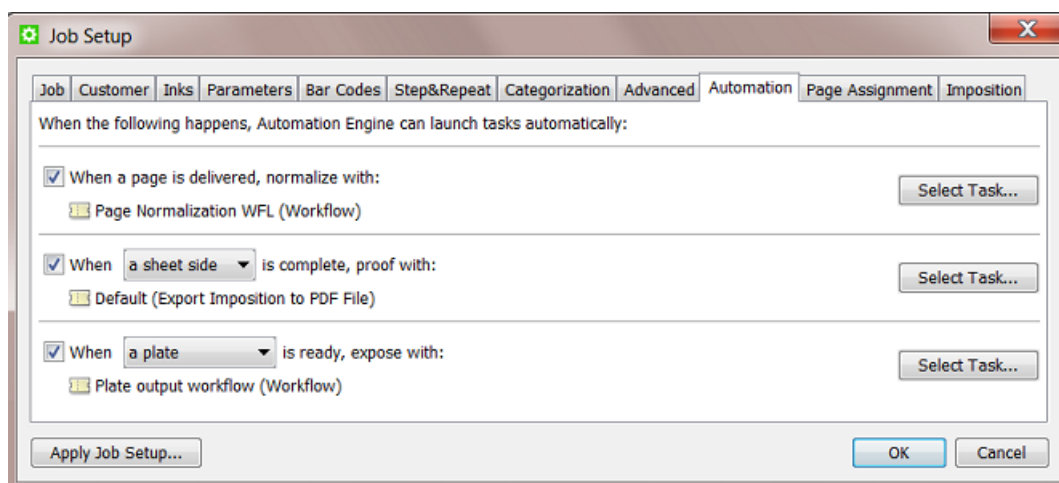 Job Setup
Job Customer Inks Parameters Bar Codes Step&Repeat Categorization Advanced Automation Page Assignment Imposition
When the following happens, Automation Engine can launch tasks automatically:
When a page is delivered, normalize with:
Select Task...
Page Normalization WFL (Workflow)
When a sheet side is complete, proof with:
Select Task...
Default (Export Imposition to PDF File)
When a plate is ready, expose with:
Select Task...
Plate output workflow (Workflow)
Apply Job Setup... OK Cancel